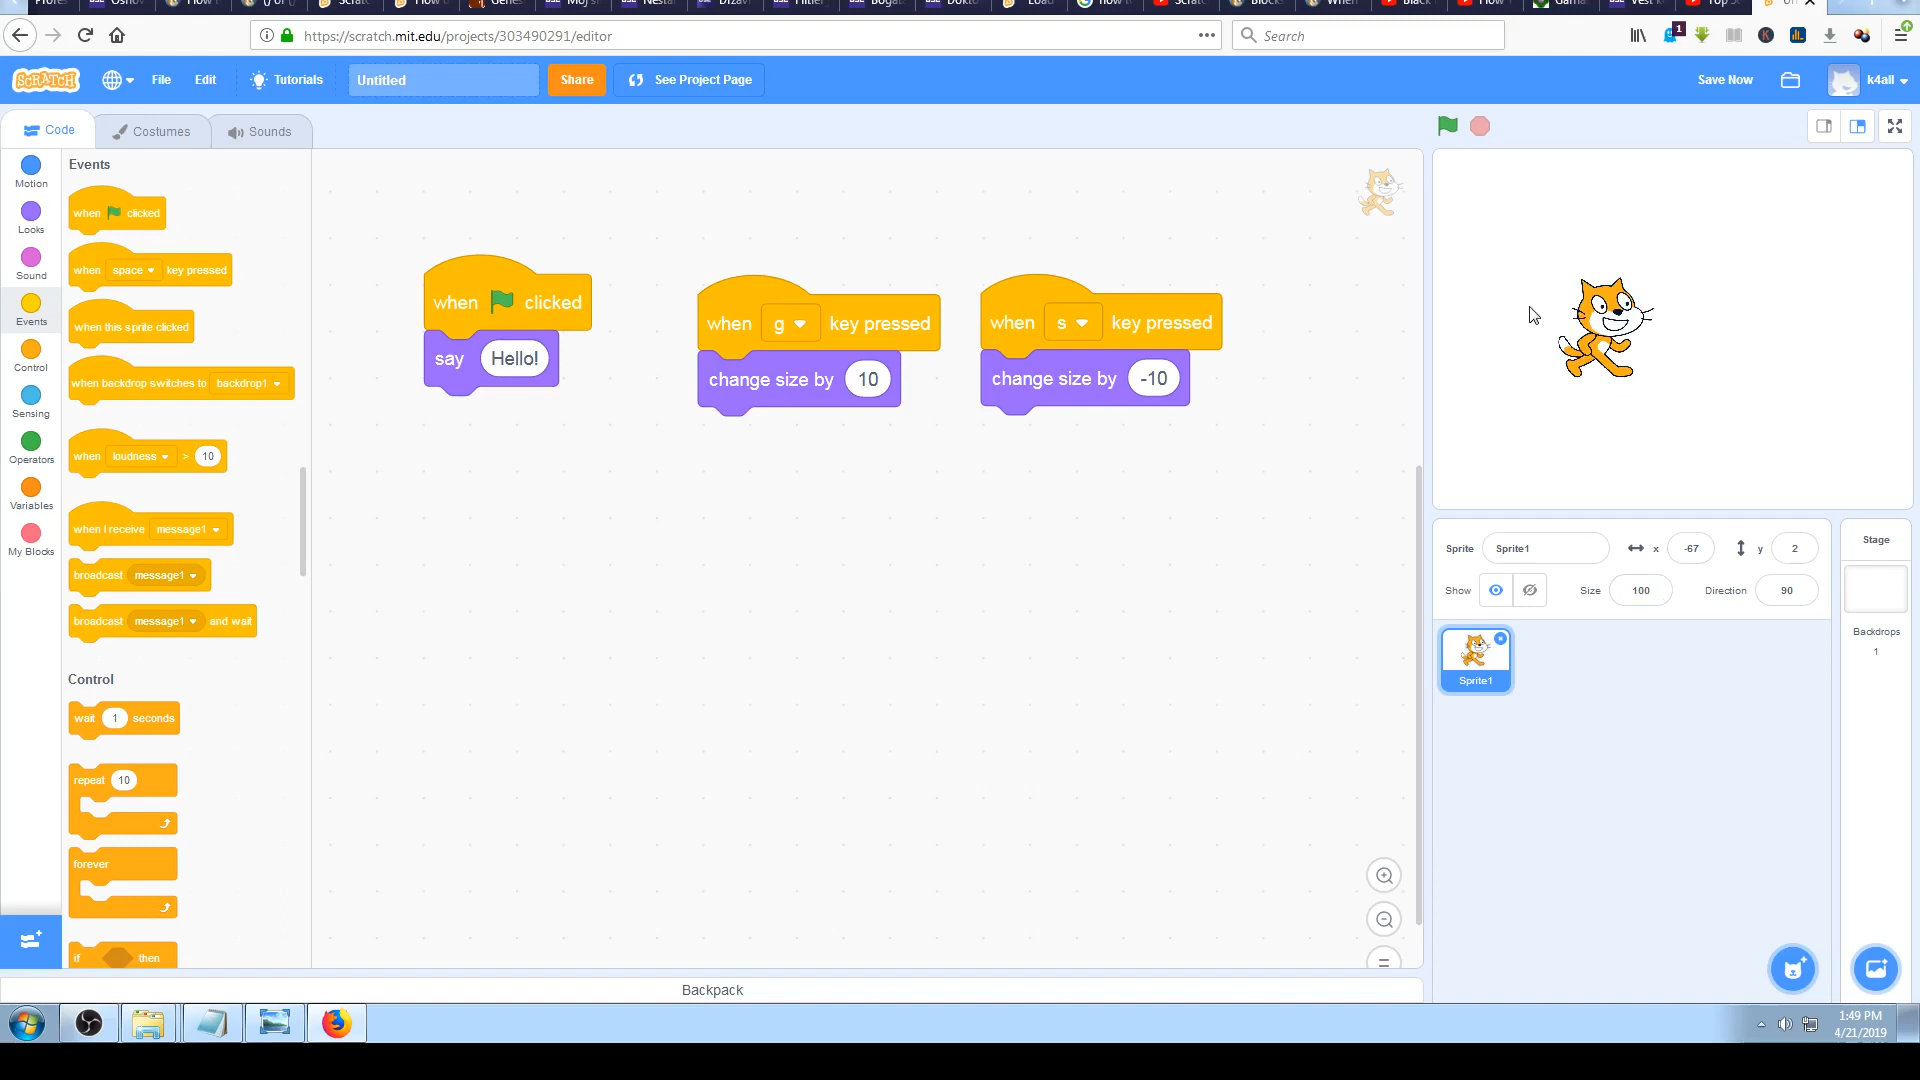 https://scratch.mit.edu/projects/303490291/editor
Search
1
SCRATCH
File
Edit
Tutorials
Untitled
Share
See Project Page
Save Now
k4all
Code
Costumes
Sounds
Motion
Looks
Sound
Events
Control
Sensing
Operators
Variables
My Blocks
Events
when clicked
when space key pressed
when this sprite clicked
when backdrop switches to backdrop1
when loudness > 10
when I receive message1
broadcast message1
broadcast message1 and wait
Control
wait 1 seconds
repeat 10
forever
if then
when clicked
say Hello!
when g key pressed
change size by 10
when s key pressed
change size by -10
Sprite Sprite1 x -67 y 2
Show Size 100 Direction 90
Sprite1
Stage
Backdrops
1
Backpack
1:49 PM
4/21/2019